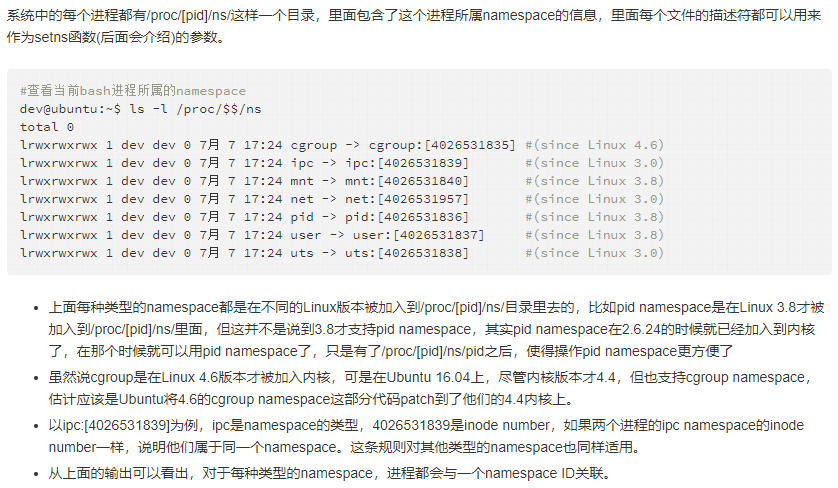 系统中的每个进程都有/proc/[pid]/ns/这样一个目录，里面包含了这个进程所属namespace的信息，里面每个文件的描述符都可以用来
作为setns函数(后面会介绍)的参数。
#查看当前bash进程所属的namespace
dev@ubuntu:~$ ls -l /proc/$$/ns
total 0
lrwxrwxrwx 1 dev dev 0 7月 7 17:24 cgroup -> cgroup:[4026531835] #(since Linux 4.6)
lrwxrwxrwx 1 dev dev 0 7月 7 17:24 ipc -> ipc:[4026531839] #(since Linux 3.0)
lrwxrwxrwx 1 dev dev 0 7月 7 17:24 mnt -> mnt:[4026531840] #(since Linux 3.8)
lrwxrwxrwx 1 dev dev 0 7月 7 17:24 net -> net:[4026531957] #(since Linux 3.0)
lrwxrwxrwx 1 dev dev 0 7月 7 17:24 pid -> pid:[4026531836] #(since Linux 3.8)
lrwxrwxrwx 1 dev dev 0 7月 7 17:24 user -> user:[4026531837] #(since Linux 3.8)
lrwxrwxrwx 1 dev dev 0 7月 7 17:24 uts -> uts:[4026531838] #(since Linux 3.0)
• 上面每种类型的namespace都是在不同的Linux版本被加入到/proc/[pid]/ns/目录里去的，比如pid namespace是在Linux 3.8才被
加入到/proc/[pid]/ns/里面，但这并不是说到3.8才支持pid namespace，其实pid namespace在2.6.24的时候就已经加入到内核
了，在那个时候就可以用pid namespace了，只是有了/proc/[pid]/ns/pid之后，使得操作pid namespace更方便了
• 虽然说cgroup是在Linux 4.6版本才被加入内核，可是在Ubuntu 16.04上，尽管内核版本才4.4，但也支持cgroup namespace，
估计应该是Ubuntu将4.6的cgroup namespace这部分代码patch到了他们的4.4内核上。
• 以ipc:[4026531839]为例，ipc是namespace的类型，4026531839是inode number，如果两个进程的ipc namespace的inode
number一样，说明他们属于同一个namespace。这条规则对其他类型的namespace也同样适用。
• 从上面的输出可以看出，对于每种类型的namespace，进程都会与一个namespace ID关联。